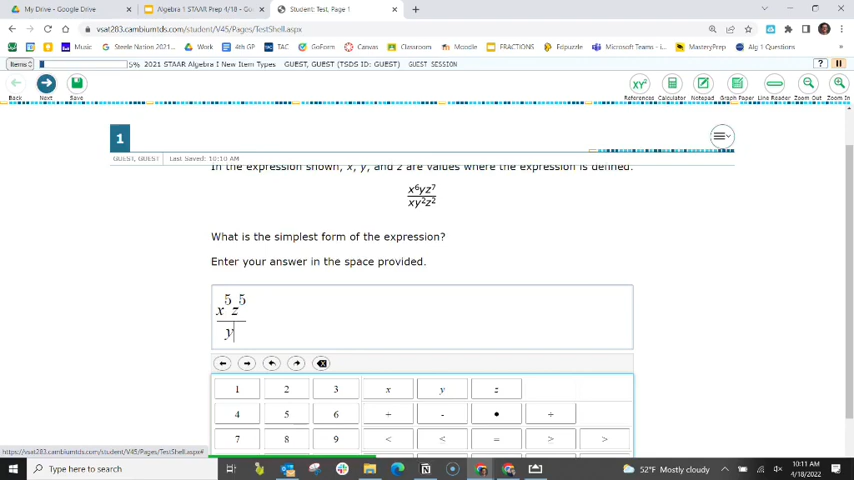 My Drive - Google Drive
Algebra 1 STAAR Prep 4/18 -
Student: Test, Page 1
vsat283.cambiumtds.com/student/V45/Pages/TestShell.aspx
Music
Steele Nation 2021...
Work
4th GP
TAC
GoForm
Canvas
Classroom
Moodle
FRACTIONS
Edpuzzle
Microsoft Teams - I...
MasteryPrep
Alg 1 Questions
Items
5% 2021 STAAR Algebra I New Item Types GUEST, GUEST (TSDS ID: GUEST) GUEST SESSION
?
Back Next Save
XY²
References Calculator Notepad Graph Paper Line Reader Zoom Out Zoom In
1
GUEST, GUEST Last Saved: 10:10 AM
In the expression shown, x, y, and z are values where the expression is defined.
x⁶yz⁷
xy²z²
What is the simplest form of the expression?
Enter your answer in the space provided.
x⁵z⁵
y
1 2 3 x y z
4 5 6 + - • ÷
7 8 9 < ≤ = ≥ >
https://vsat283.cambiumtds.com/student/V45/Pages/TestShell.aspx#
Type here to search
52°F Mostly cloudy
10:11 AM
4/18/2022